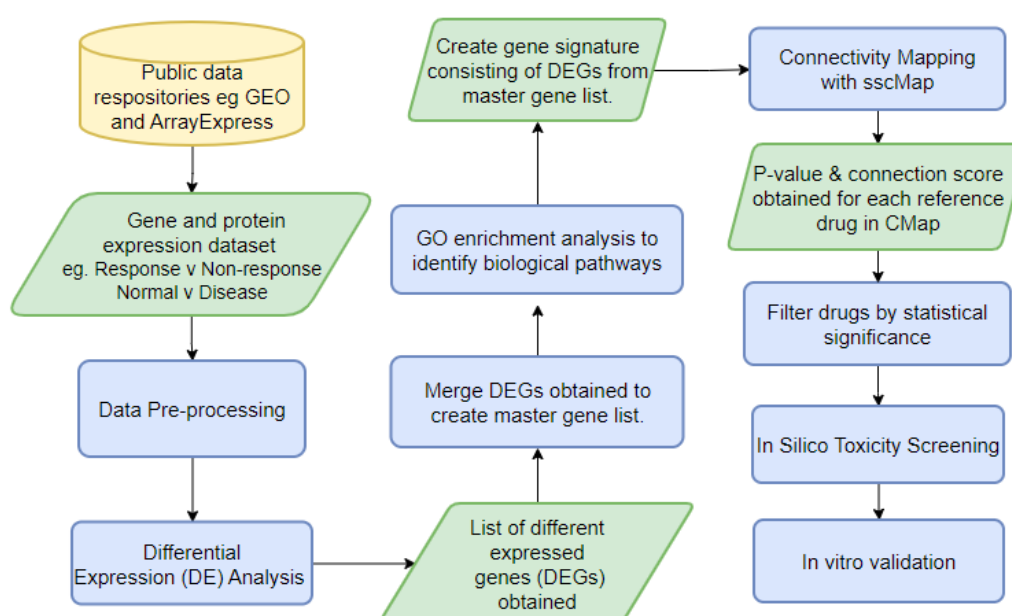 Public data
respositories eg GEO
and ArrayExpress
Gene and protein
expression dataset
eg. Response v Non-response
Normal v Disease
Data Pre-processing
Differential
Expression (DE) Analysis
List of different
expressed
genes (DEGs)
obtained
Merge DEGs obtained to
create master gene list.
GO enrichment analysis to
identify biological pathways
Create gene signature
consisting of DEGs from
master gene list.
Connectivity Mapping
with sscMap
P-value & connection score
obtained for each reference
drug in CMap
Filter drugs by statistical
significance
In Silico Toxicity Screening
In vitro validation